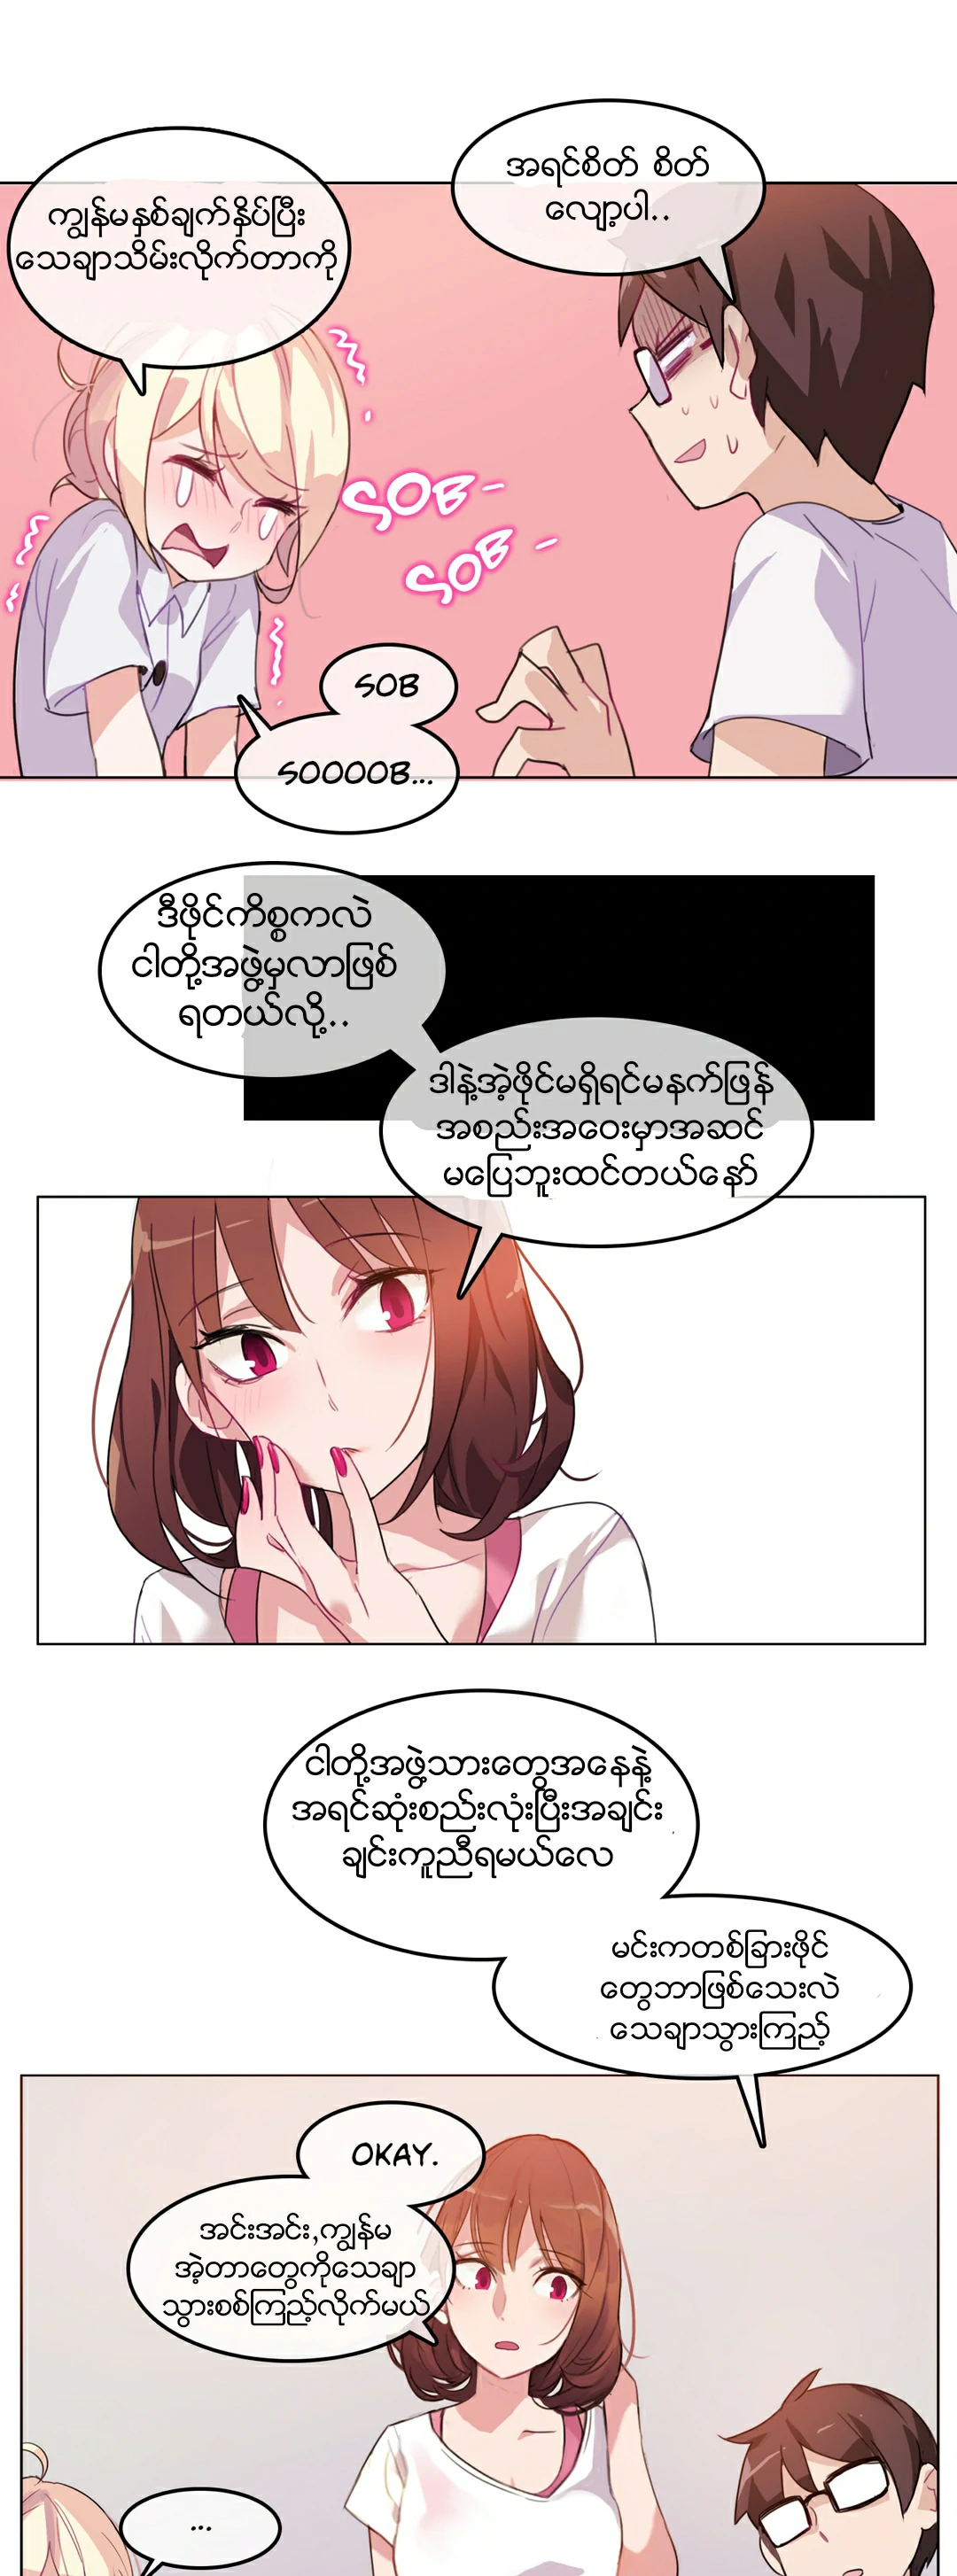 အရင်စိတ် စိတ်
လျော့ပါ..
ကျွန်မနှစ်ချက်နှိပ်ပြီး
သေချာသိမ်းလိုက်တာကို
SOB-
SOB-
SOB
SOOOOB...
ဒီဖိုင်ကိစ္စကလဲ
ငါတို့အဖွဲ့မှလာဖြစ်
ရတယ်လို့..
ဒါနဲ့အဲ့ဖိုင်မရှိရင်မနက်ဖြန်
အစည်းအဝေးမှာအဆင်
မပြေဘူးထင်တယ်နော်
ငါတို့အဖွဲ့သားတွေအနေနဲ့
အရင်ဆုံးစည်းလုံးပြီးအချင်း
ချင်းကူညီရမယ်လေ
မင်းကတစ်ခြားဖိုင်
တွေဘာဖြစ်သေးလဲ
သေချာသွားကြည့်
OKAY.
အင်းအင်း,ကျွန်မ
အဲ့တာတွေကိုသေချာ
သွားစစ်ကြည့်လိုက်မယ်
...